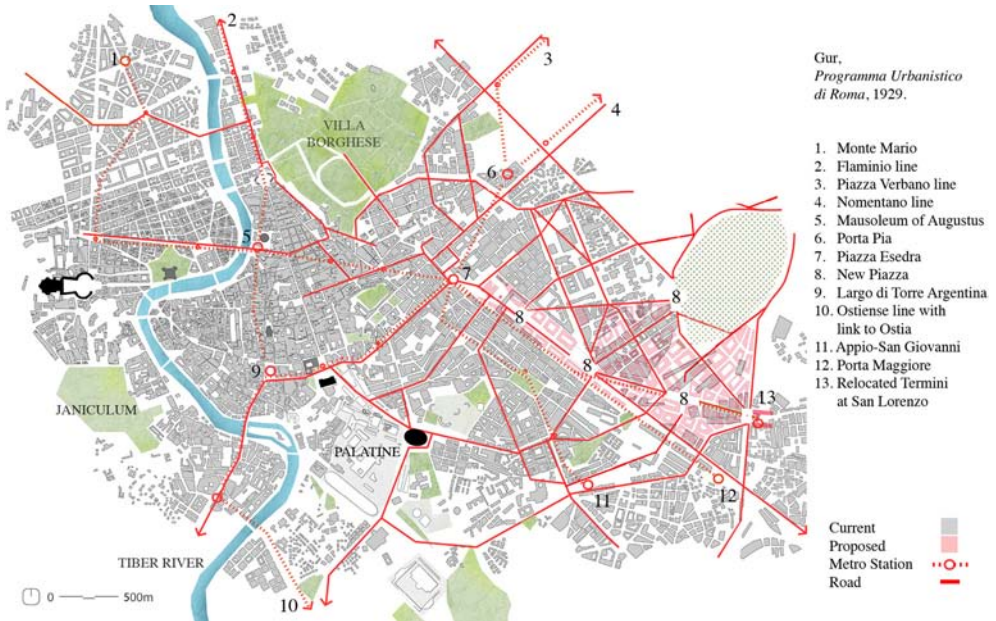 Gur,
Programma Urbanistico
di Roma, 1929.
1. Monte Mario
2. Flaminio line
3. Piazza Verbano line
4. Nomentano line
5. Mausoleum of Augustus
6. Porta Pia
7. Piazza Esedra
8. New Piazza
9. Largo di Torre Argentina
10. Ostiense line with
link to Ostia
11. Appio-San Giovanni
12. Porta Maggiore
13. Relocated Termini
at San Lorenzo
Current
Proposed
Metro Station
Road
1
2
3
4
VILLA
BORGHESE
6
5
7
8
8
8
8
9
13
JANICULUM
PALATINE
11
12
TIBER RIVER
10
0
500m